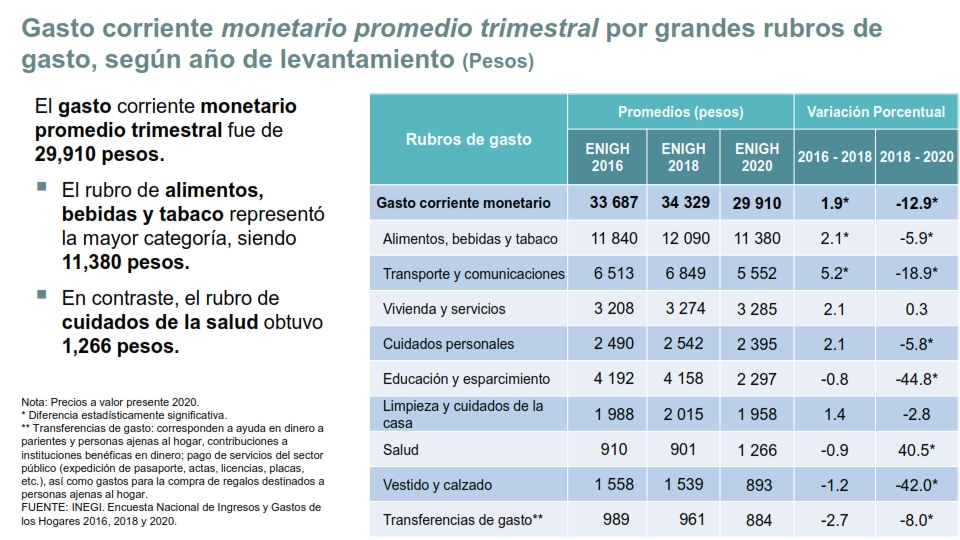 Gasto corriente monetario promedio trimestral por grandes rubros de
gasto, según año de levantamiento (Pesos)
El gasto corriente monetario
promedio trimestral fue de
29,910 pesos.
▪ El rubro de alimentos,
bebidas y tabaco representó
la mayor categoría, siendo
11,380 pesos.
▪ En contraste, el rubro de
cuidados de la salud obtuvo
1,266 pesos.
Nota: Precios a valor presente 2020.
* Diferencia estadísticamente significativa.
** Transferencias de gasto: corresponden a ayuda en dinero a
parientes y personas ajenas al hogar, contribuciones a
instituciones benéficas en dinero; pago de servicios del sector
público (expedición de pasaporte, actas, licencias, placas,
etc.), así como gastos para la compra de regalos destinados a
personas ajenas al hogar.
FUENTE: INEGI. Encuesta Nacional de Ingresos y Gastos de
los Hogares 2016, 2018 y 2020.
Rubros de gasto
Promedios (pesos) Variación Porcentual
ENIGH ENIGH ENIGH
2016 2018 2020
2016 - 2018 2018 - 2020
Gasto corriente monetario 33 687 34 329 29 910 1.9* -12.9*
Alimentos, bebidas y tabaco 11 840 12 090 11 380 2.1* -5.9*
Transporte y comunicaciones 6 513 6 849 5 552 5.2* -18.9*
Vivienda y servicios 3 208 3 274 3 285 2.1 0.3
Cuidados personales 2 490 2 542 2 395 2.1 -5.8*
Educación y esparcimiento 4 192 4 158 2 297 -0.8 -44.8*
Limpieza y cuidados de la
casa 1 988 2 015 1 958 1.4 -2.8
Salud 910 901 1 266 -0.9 40.5*
Vestido y calzado 1 558 1 539 893 -1.2 -42.0*
Transferencias de gasto** 989 961 884 -2.7 -8.0*